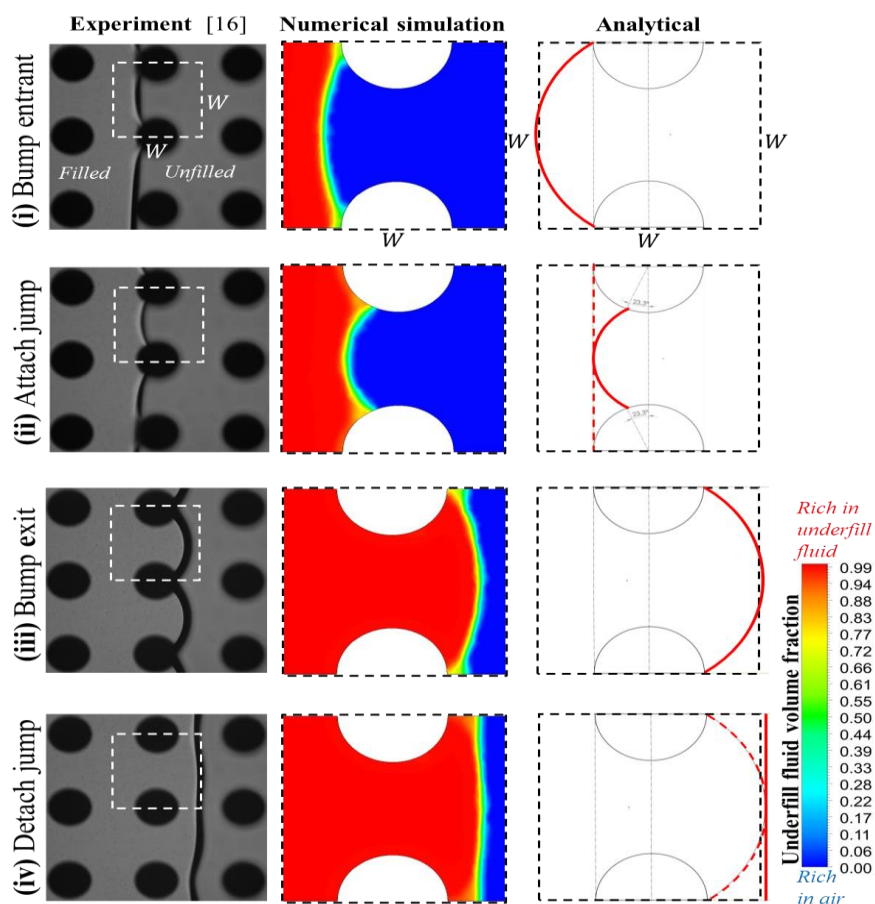 Experiment [16]
Numerical simulation
Analytical
(i) Bump entrant
W
W
Filled
Unfilled
W
W
W
W
(ii) Attach jump
23.3°
23.3°
(iii) Bump exit
(iv) Detach jump
Rich in
underfill
fluid
Underfill fluid volume fraction
0.99
0.94
0.88
0.83
0.77
0.72
0.66
0.61
0.55
0.50
0.44
0.39
0.33
0.28
0.22
0.17
0.11
0.06
0.00
Rich
in air